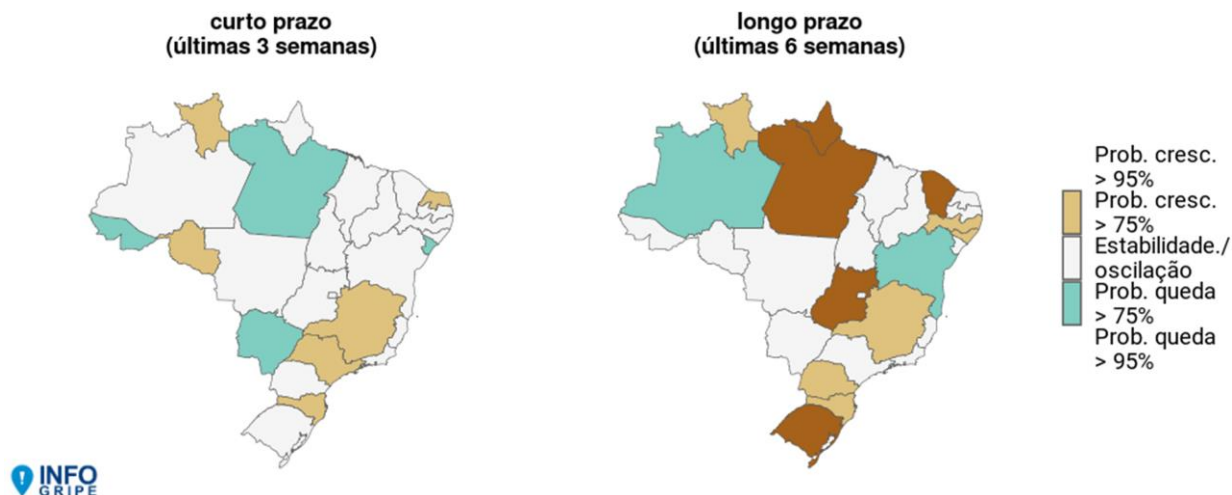 curto prazo
(últimas 3 semanas)
longo prazo
(últimas 6 semanas)
Prob. cresc.
> 95%
Prob. cresc.
> 75%
Estabilidade./
oscilação
Prob. queda
> 75%
Prob. queda
> 95%
INFO
GRIPE